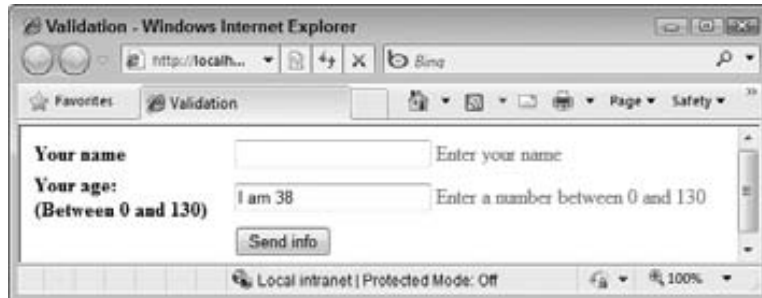 Validation - Windows Internet Explorer
http://localh...
Bing
Favorites Validation Page Safety
Your name Enter your name
Your age:
(Between 0 and 130) I am 38 Enter a number between 0 and 130
Send info
Local intranet | Protected Mode: Off 100%